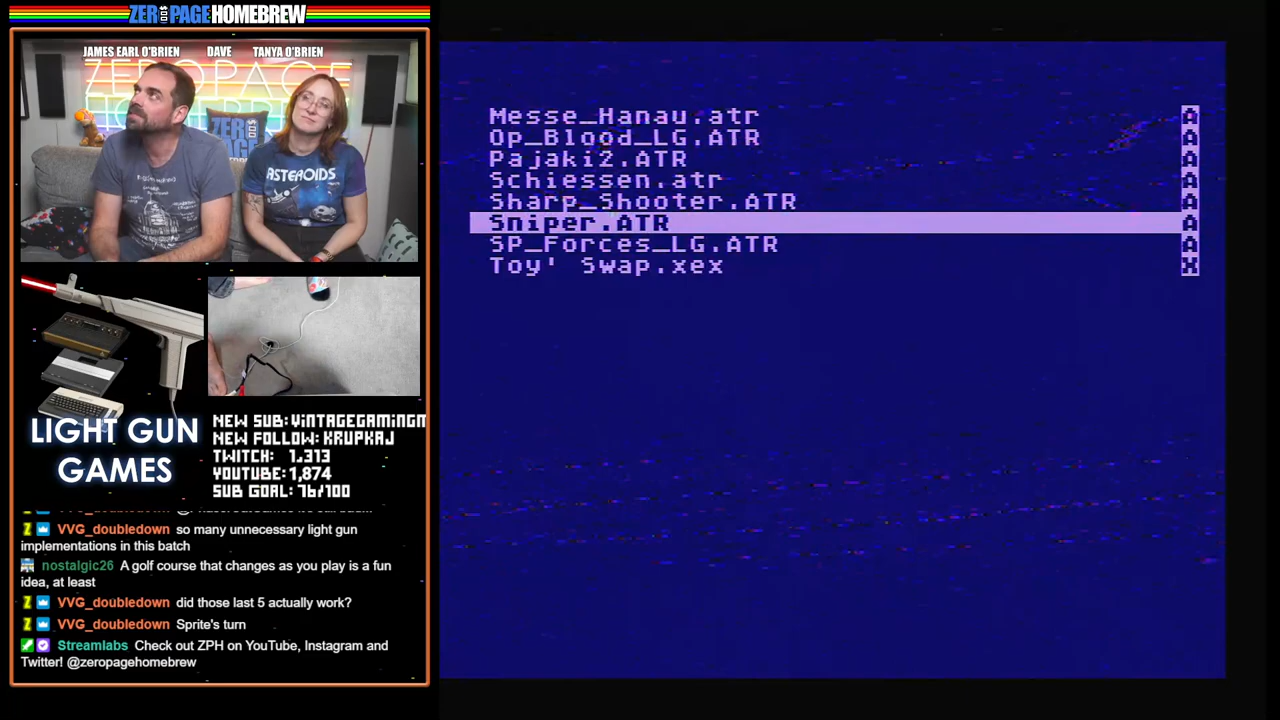 ZEROPAGE HOMEBREW
JAMES EARL O'BRIEN DAVE TANYA O'BRIEN
ZEROPAGE
ZERO
ASTEROIDS
LIGHT GUN
GAMES
NEW SUB: VINTAGEGAMINGM
NEW FOLLOW: KRUPKAJ
TWITCH: 1,313
YOUTUBE: 1,874
SUB GOAL: 76/100
VVG_doubledown so many unnecessary light gun
implementations in this batch
nostalgic26 A golf course that changes as you play is a fun
idea, at least
VVG_doubledown did those last 5 actually work?
VVG_doubledown Sprite's turn
Streamlabs Check out ZPH on YouTube, Instagram and
Twitter! @zeropagehomebrew
Messe_Hanau.atr A
Op_Blood_LG.ATR A
Pajaki2.ATR A
Schiessen.atr A
Sharp_Shooter.ATR A
Sniper.ATR A
SP_Forces_LG.ATR A
Toy' Swap.xex X